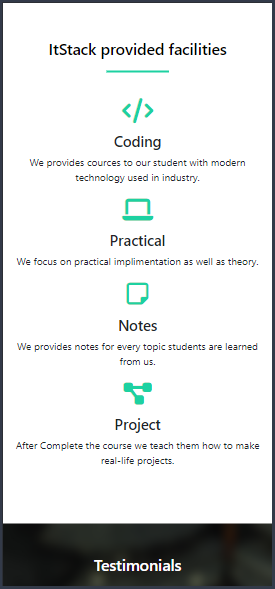 ItStack provided facilities
Coding
We provides cources to our student with modern
technology used in industry.
Practical
We focus on practical implimentation as well as theory.
Notes
We provides notes for every topic students are learned
from us.
Project
After Complete the course we teach them how to make
real-life projects.
Testimonials